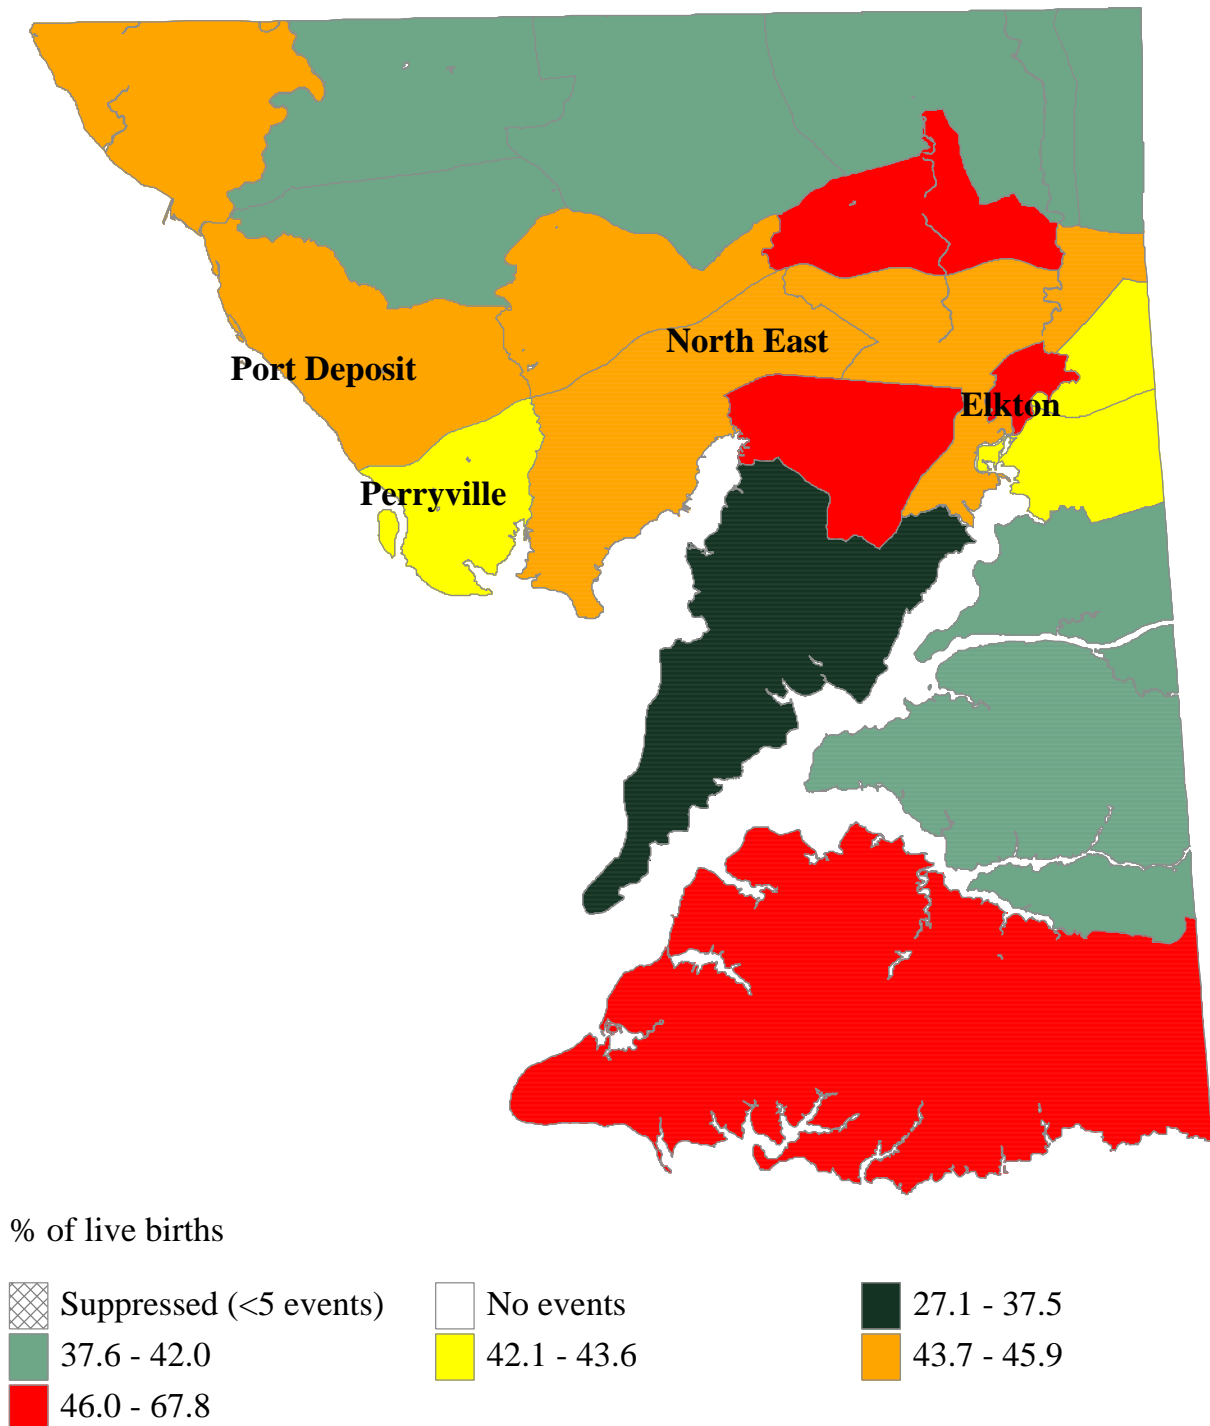 North East
Port Deposit
Elkton
Perryville
% of live births
Suppressed (<5 events)
No events
27.1 - 37.5
37.6 - 42.0
42.1 - 43.6
43.7 - 45.9
46.0 - 67.8